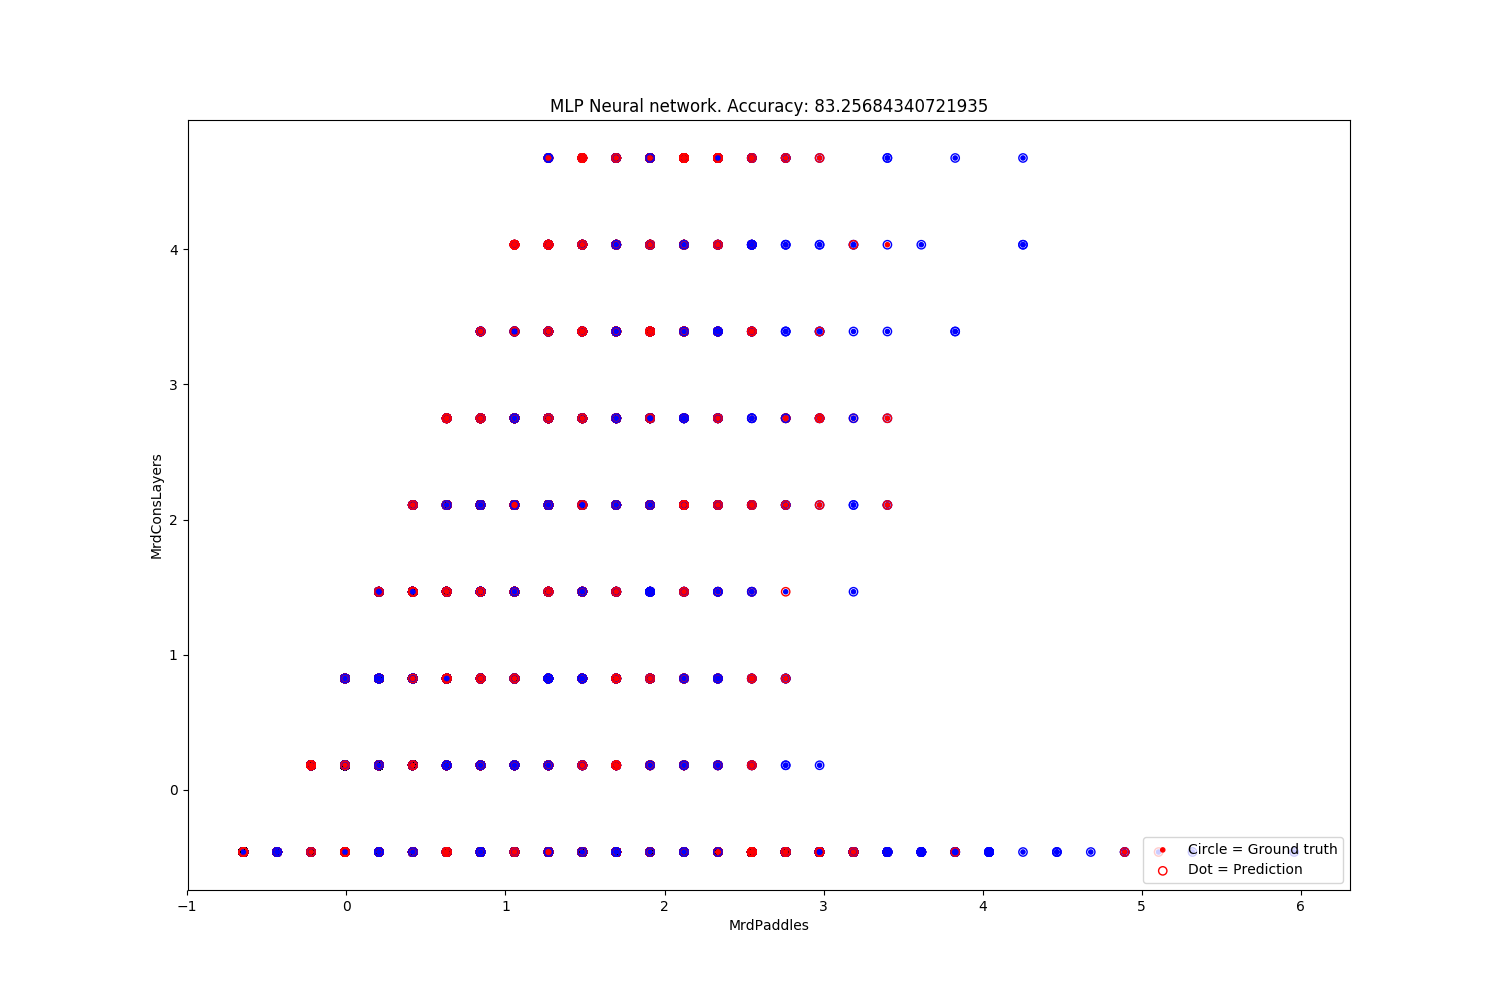 MLP Neural network. Accuracy: 83.25684340721935
4
3
2
1
0
MrdConsLayers
Circle = Ground truth
Dot = Prediction
−1
0
1
2
3
4
5
6
MrdPaddles